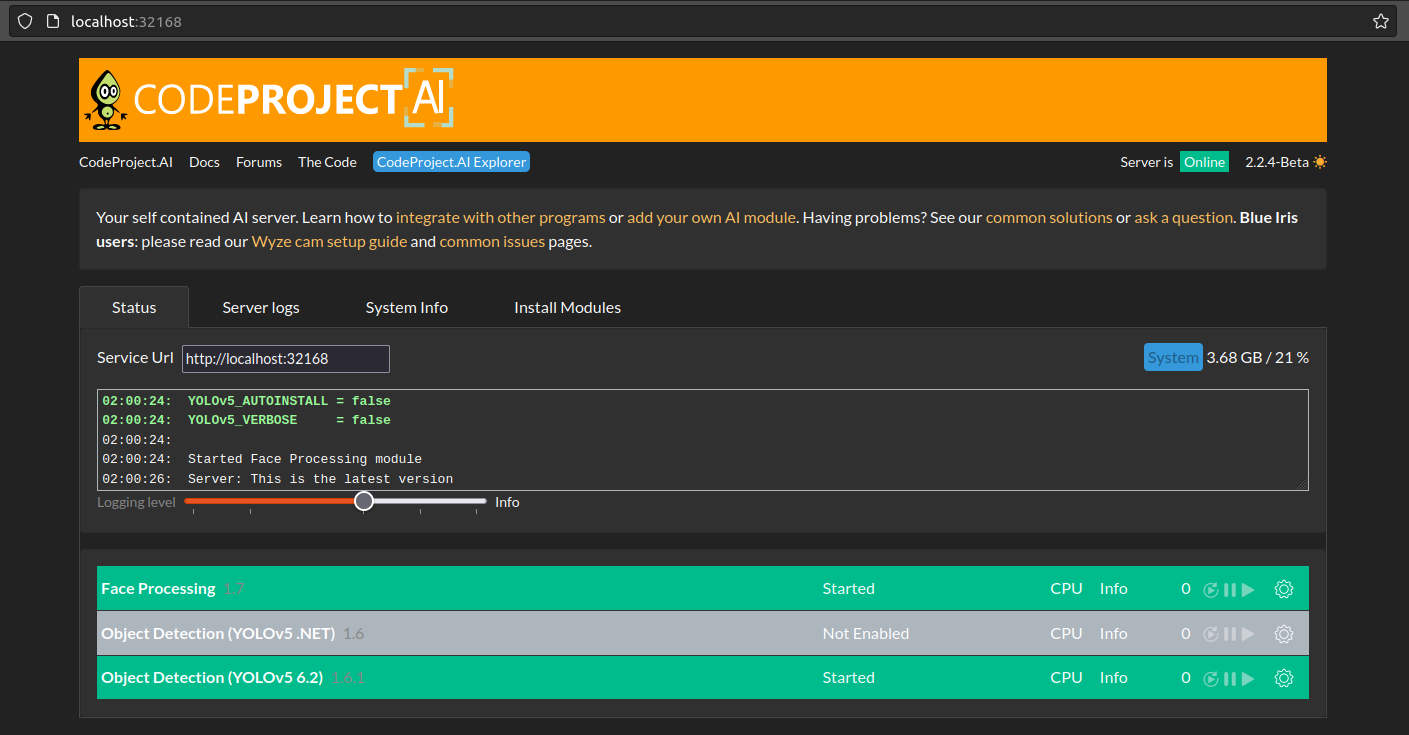 localhost:32168
CODEPROJECT AI
CodeProject.AI Docs Forums The Code CodeProject.AI Explorer Server is Online 2.2.4-Beta
Your self contained AI server. Learn how to integrate with other programs or add your own AI module. Having problems? See our common solutions or ask a question. Blue Iris
users: please read our Wyze cam setup guide and common issues pages.
Status Server logs System Info Install Modules
Service Url http://localhost:32168 System 3.68 GB / 21 %
02:00:24: YOLOv5_AUTOINSTALL = false
02:00:24: YOLOv5_VERBOSE = false
02:00:24:
02:00:24: Started Face Processing module
02:00:26: Server: This is the latest version
Logging level Info
Face Processing 1.7 Started CPU Info 0
Object Detection (YOLOv5 .NET) 1.6 Not Enabled CPU Info 0
Object Detection (YOLOv5 6.2) 1.6.1 Started CPU Info 0